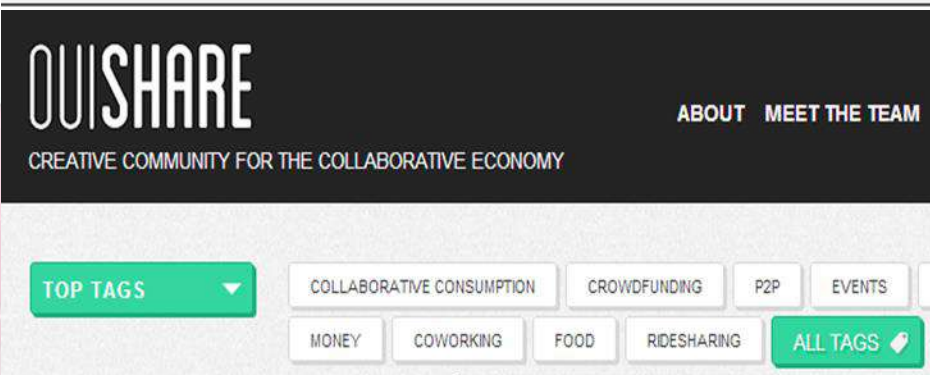 OUISHARE
ABOUT MEET THE TEAM
CREATIVE COMMUNITY FOR THE COLLABORATIVE ECONOMY
TOP TAGS
COLLABORATIVE CONSUMPTION CROWDFUNDING P2P EVENTS
MONEY COWORKING FOOD RIDESHARING ALL TAGS